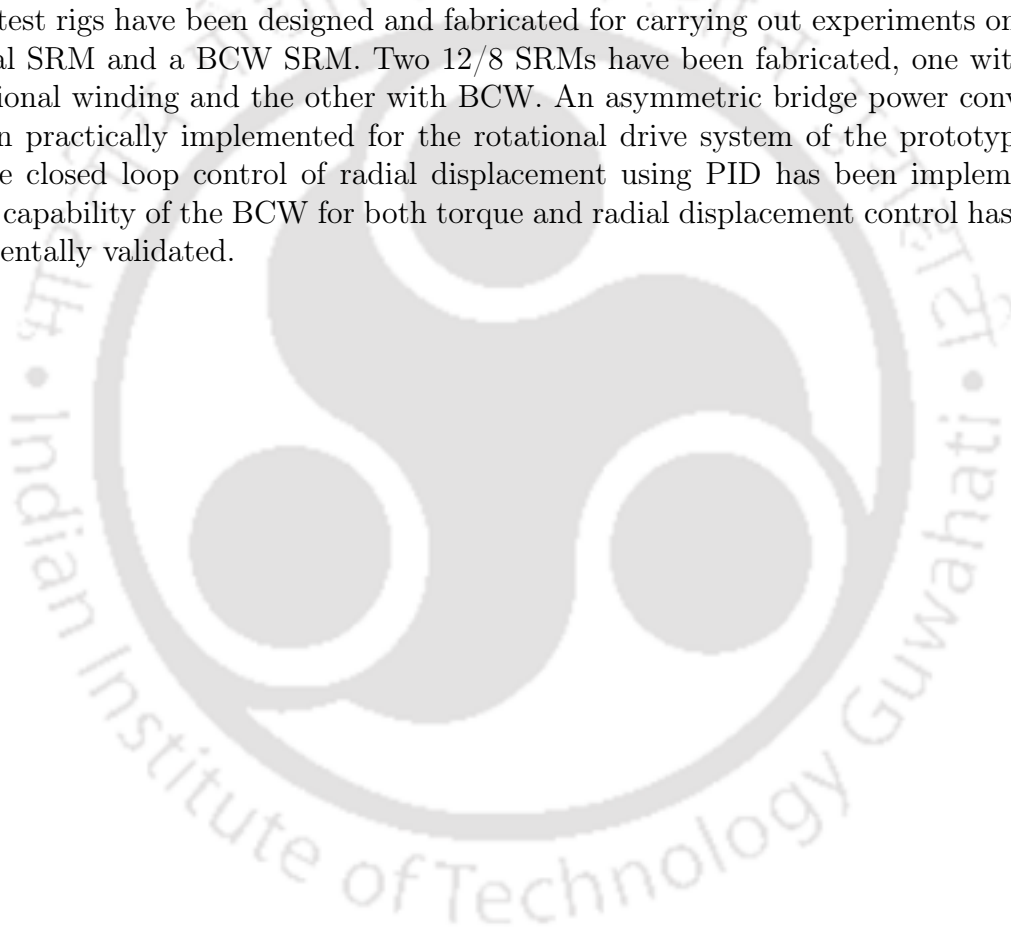 test rigs have been designed and fabricated for carrying out experiments on
al SRM and a BCW SRM. Two 12/8 SRMs have been fabricated, one wit
ional winding and the other with BCW. An asymmetric bridge power conv
n practically implemented for the rotational drive system of the prototyp
e closed loop control of radial displacement using PID has been implem
capability of the BCW for both torque and radial displacement control has
entally validated.
Indian Institute of Technology Guwahati